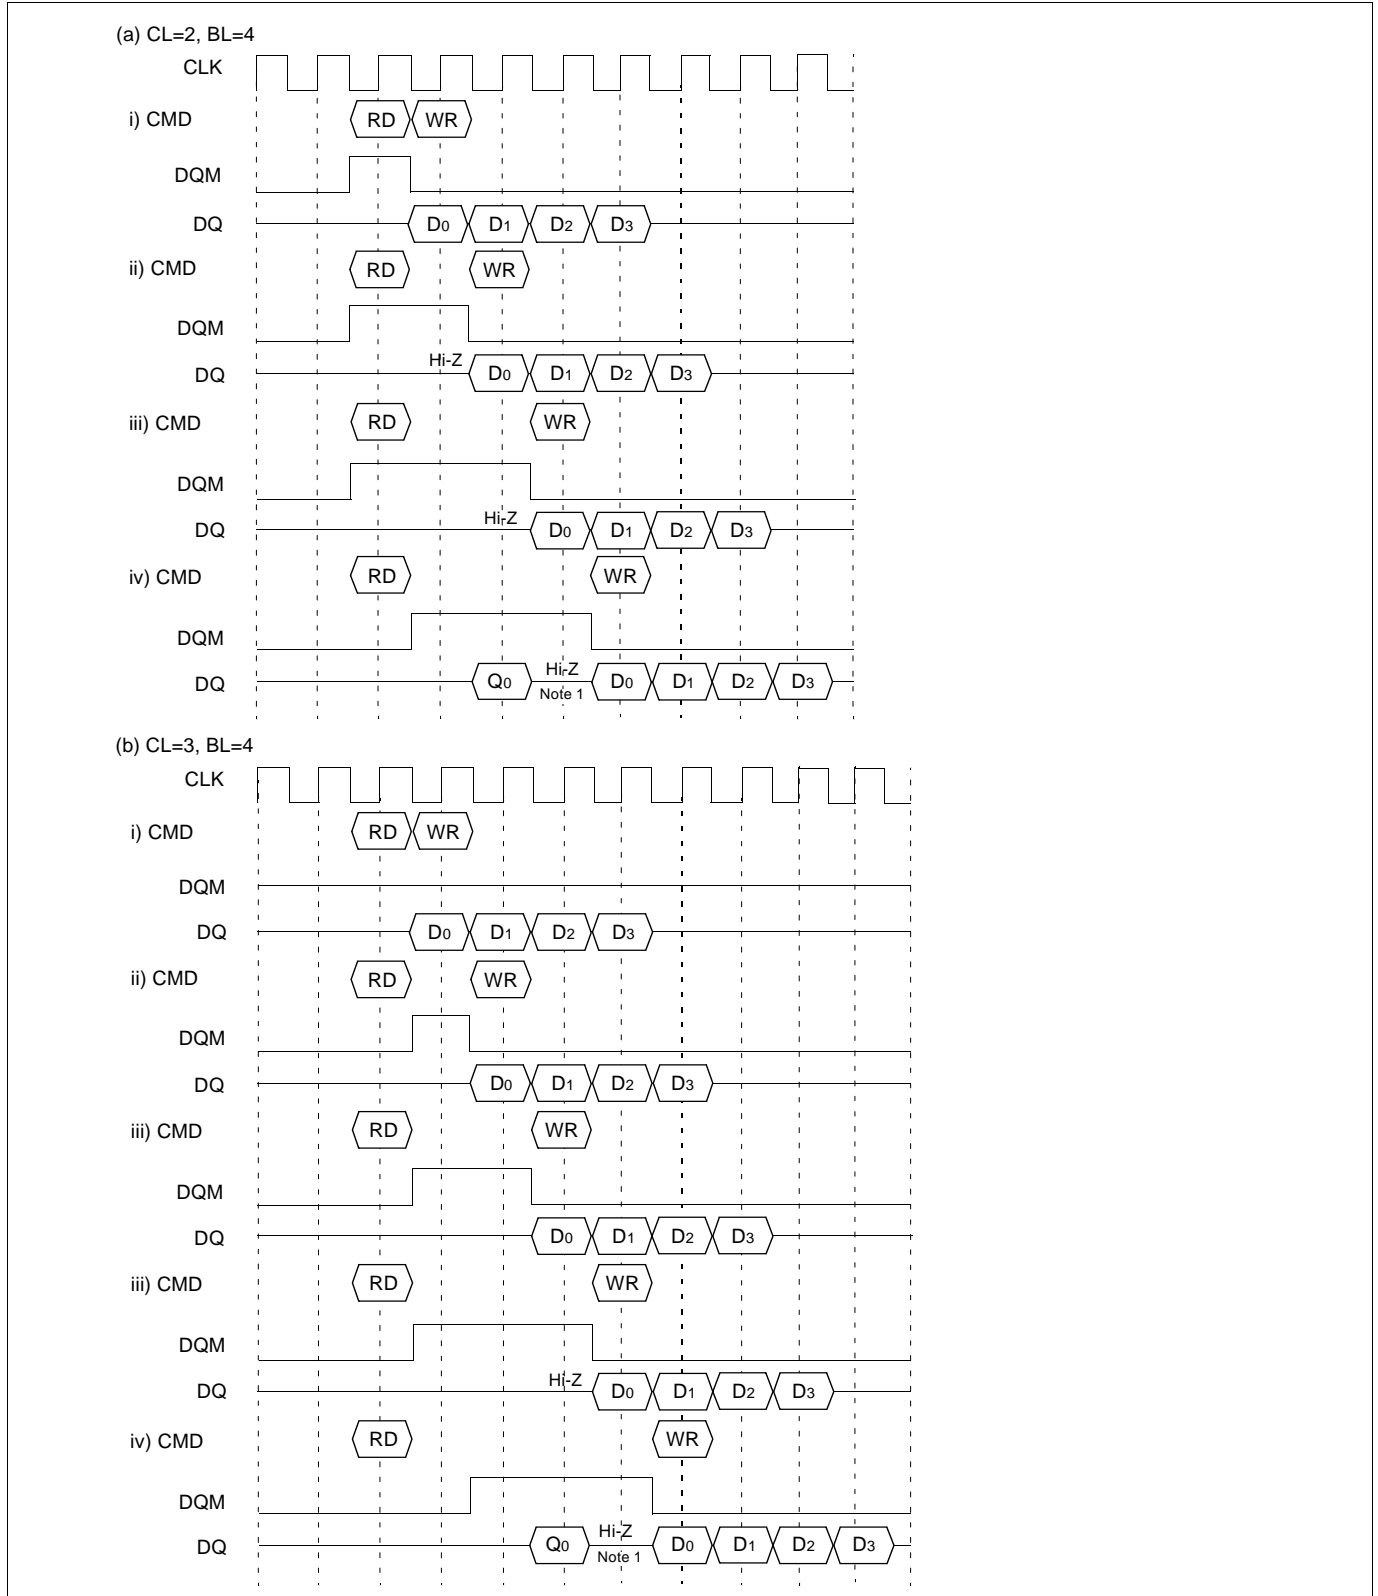 (a) CL=2, BL=4
CLK
i) CMD RD WR
DQM
DQ D0 D1 D2 D3
ii) CMD RD WR
DQM
Hi-Z
DQ D0 D1 D2 D3
iii) CMD RD WR
DQM
Hi-Z
DQ D0 D1 D2 D3
iv) CMD RD WR
DQM
Hi-Z
DQ Q0 D0 D1 D2 D3
Note 1
(b) CL=3, BL=4
CLK
i) CMD RD WR
DQM
DQ D0 D1 D2 D3
ii) CMD RD WR
DQM
DQ D0 D1 D2 D3
iii) CMD RD WR
DQM
DQ D0 D1 D2 D3
iii) CMD RD WR
DQM
Hi-Z
DQ D0 D1 D2 D3
iv) CMD RD WR
DQM
Hi-Z
DQ Q0 D0 D1 D2 D3
Note 1